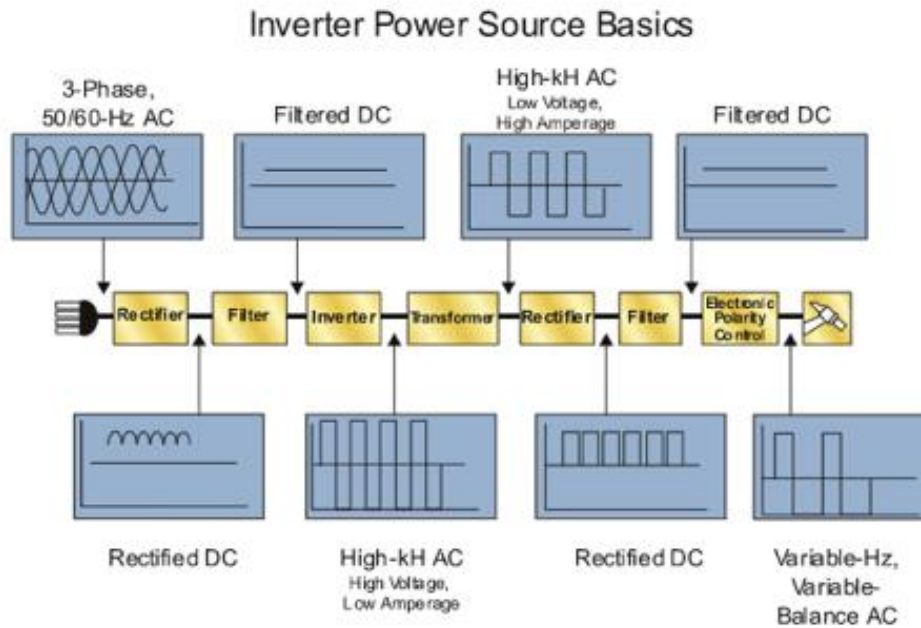 Inverter Power Source Basics
3-Phase,
50/60-Hz AC
Filtered DC
High-kH AC
Low Voltage,
High Amperage
Filtered DC
Rectifier
Filter
Inverter
Transformer
Rectifier
Filter
Electronic
Polarity
Control
Rectified DC
High-kH AC
High Voltage,
Low Amperage
Rectified DC
Variable-Hz,
Variable-
Balance AC